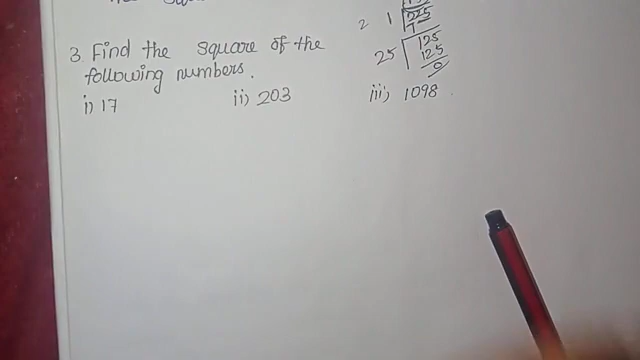 3. Find the square of the
following numbers.
i) 17 ii) 203 iii) 1098.
2 1 225
25 125
125
0